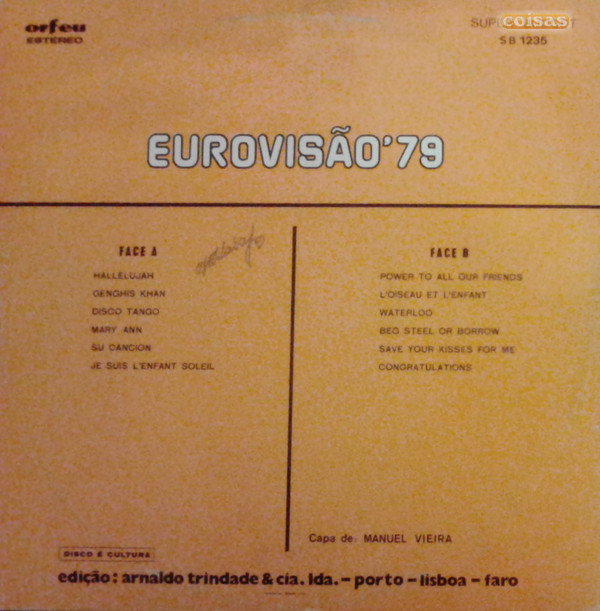 orfeu
ESTEREO
coisas
SB 1235
EUROVISÃO'79
FACE A
HALLELUJAH
GENGHIS KHAN
DISCO TANGO
MARY ANN
SU CANCION
JE SUIS L'ENFANT SOLEIL
FACE B
POWER TO ALL OUR FRIENDS
L'OISEAU ET L'ENFANT
WATERLOO
BEG STEEL OR BORROW
SAVE YOUR KISSES FOR ME
CONGRATULATIONS
Capa de: MANUEL VIEIRA
DISCO É CULTURA
edição: arnaldo trindade & cia. lda. – porto – lisboa – faro